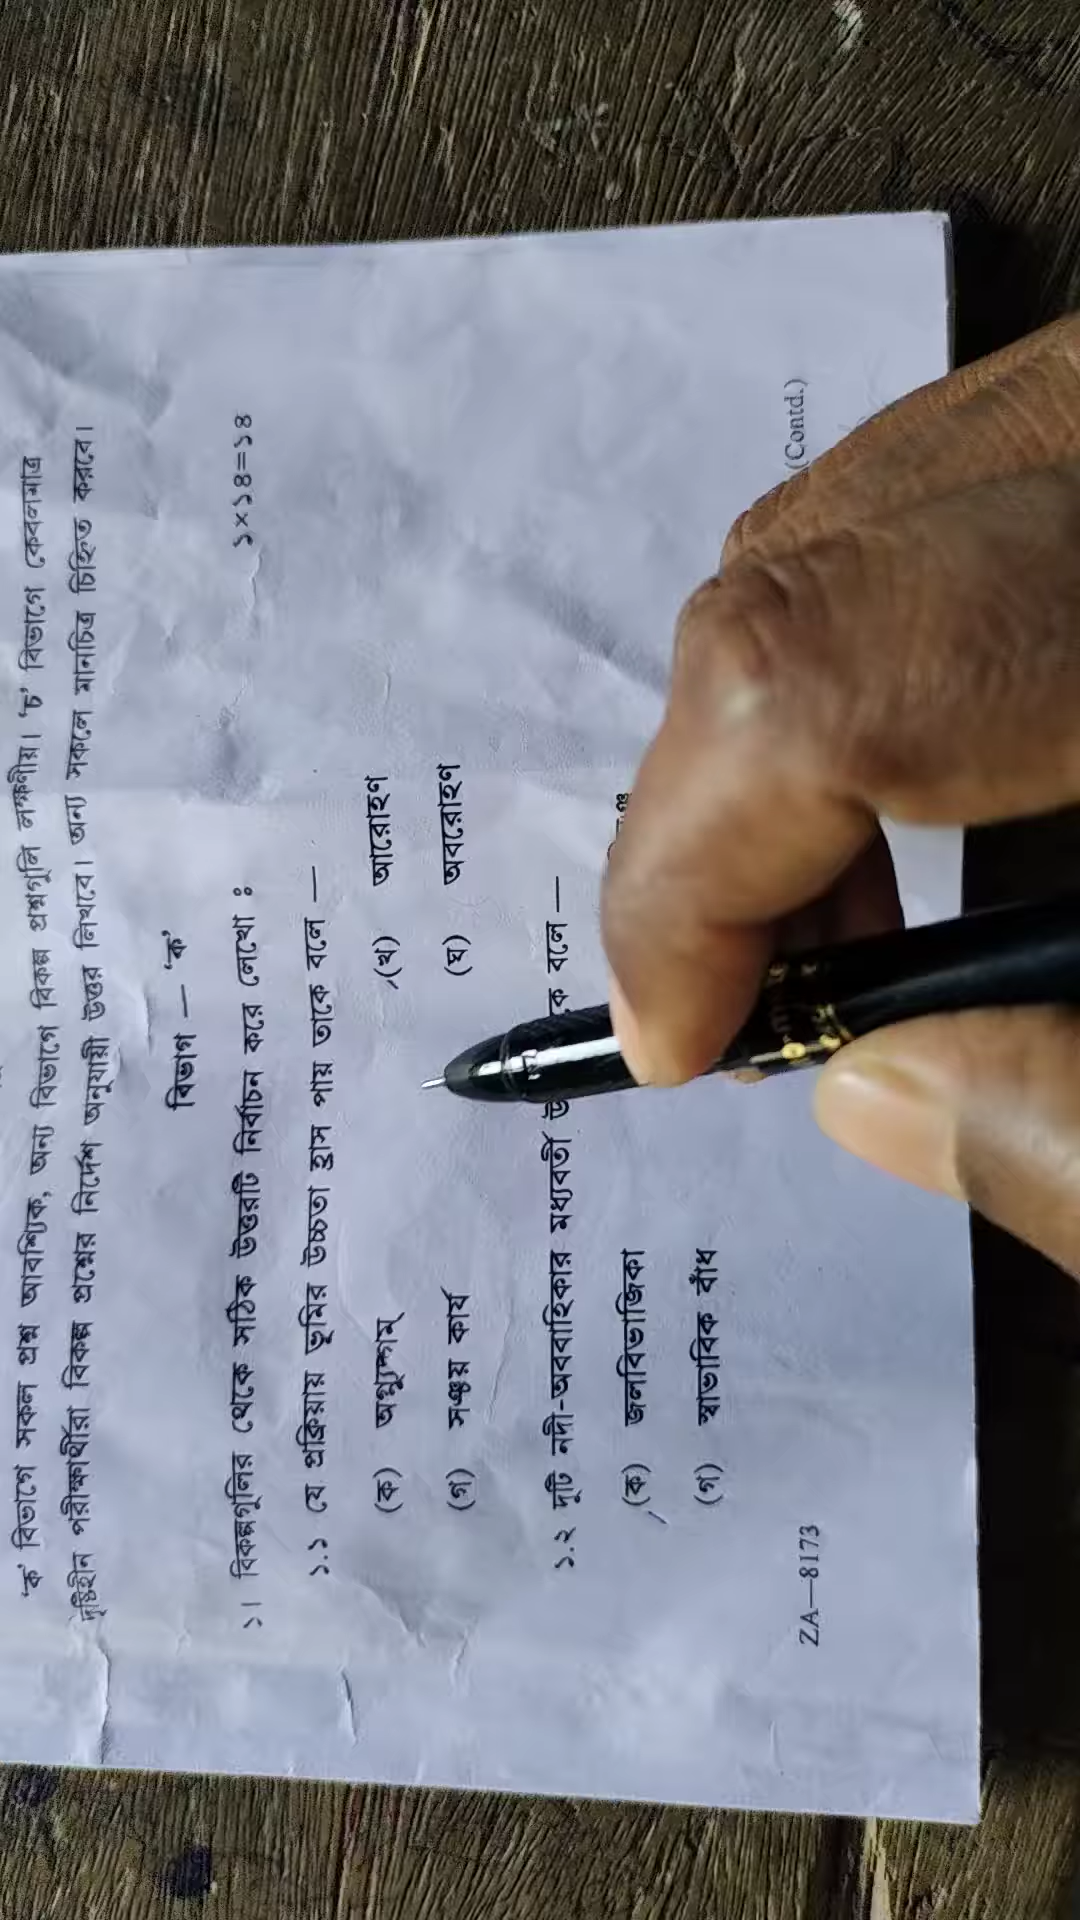 'ক' বিভাগে সকল প্রশ্ন আবশ্যিক, অন্য বিভাগে বিকল্প প্রশ্নগুলি লক্ষণীয়। 'চ' বিভাগে কেবলমাত্র
দৃষ্টিহীন পরীক্ষার্থীরা বিকল্প প্রশ্নের নির্দেশ অনুযায়ী উত্তর লিখবে। অন্য সকলে মানচিত্র চিহ্নিত করবে।
বিভাগ — 'ক'
১। বিকল্পগুলির থেকে সঠিক উত্তরটি নির্বাচন করে লেখো : ১×১৪=১৪
১.১ যে প্রক্রিয়ায় ভূমির উচ্চতা হ্রাস পায় তাকে বলে —
(ক) অগ্ন্যুদ্গম্ (খ) আরোহণ
(গ) সঞ্চয় কার্য (ঘ) অবরোহণ
১.২ দুটি নদী-অববাহিকার মধ্যবর্তী বলে —
(ক) জলবিভাজিকা
(গ) স্বাভাবিক বাঁধ
ZA—8173 (Contd.)